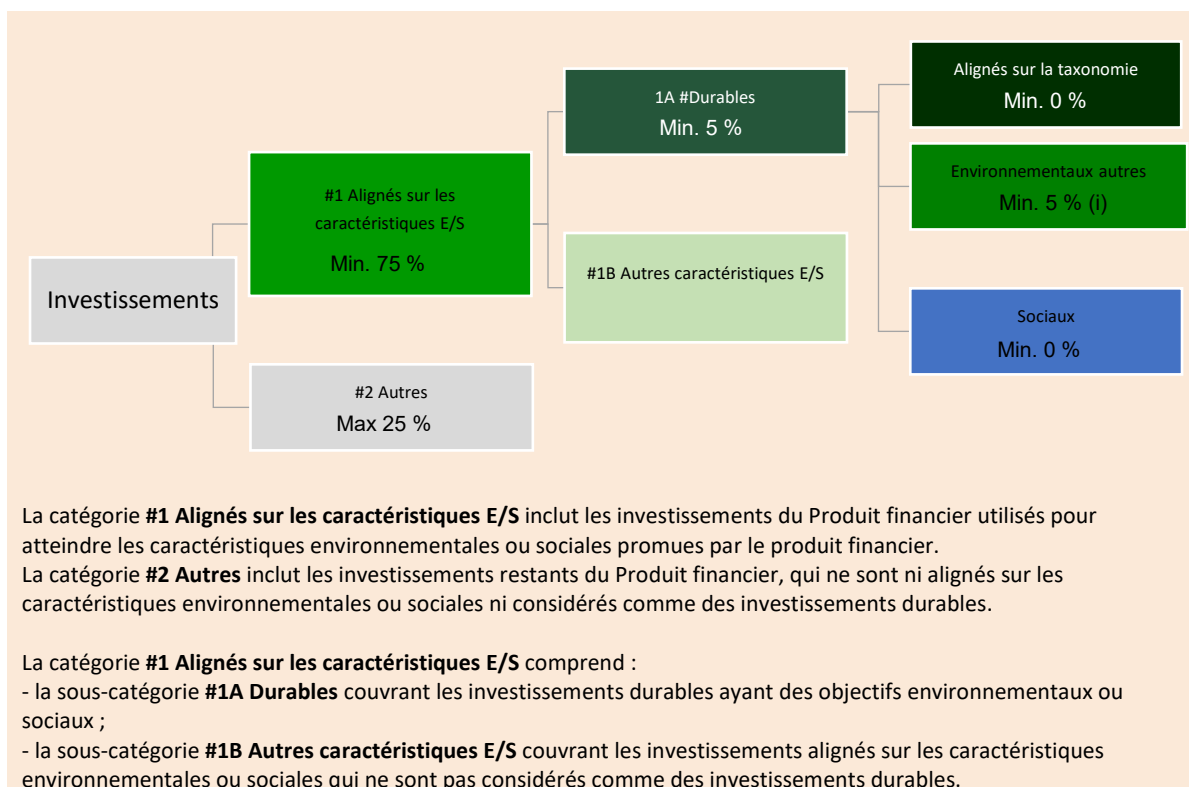 Investissements
#1 Alignés sur les
caractéristiques E/S
Min. 75 %
#2 Autres
Max 25 %
1A #Durables
Min. 5 %
#1B Autres caractéristiques E/S
Alignés sur la taxonomie
Min. 0 %
Environnementaux autres
Min. 5 % (i)
Sociaux
Min. 0 %
La catégorie #1 Alignés sur les caractéristiques E/S inclut les investissements du Produit financier utilisés pour
atteindre les caractéristiques environnementales ou sociales promues par le produit financier.
La catégorie #2 Autres inclut les investissements restants du Produit financier, qui ne sont ni alignés sur les
caractéristiques environnementales ou sociales ni considérés comme des investissements durables.
La catégorie #1 Alignés sur les caractéristiques E/S comprend :
- la sous-catégorie #1A Durables couvrant les investissements durables ayant des objectifs environnementaux ou
sociaux ;
- la sous-catégorie #1B Autres caractéristiques E/S couvrant les investissements alignés sur les caractéristiques
environnementales ou sociales qui ne sont pas considérés comme des investissements durables.